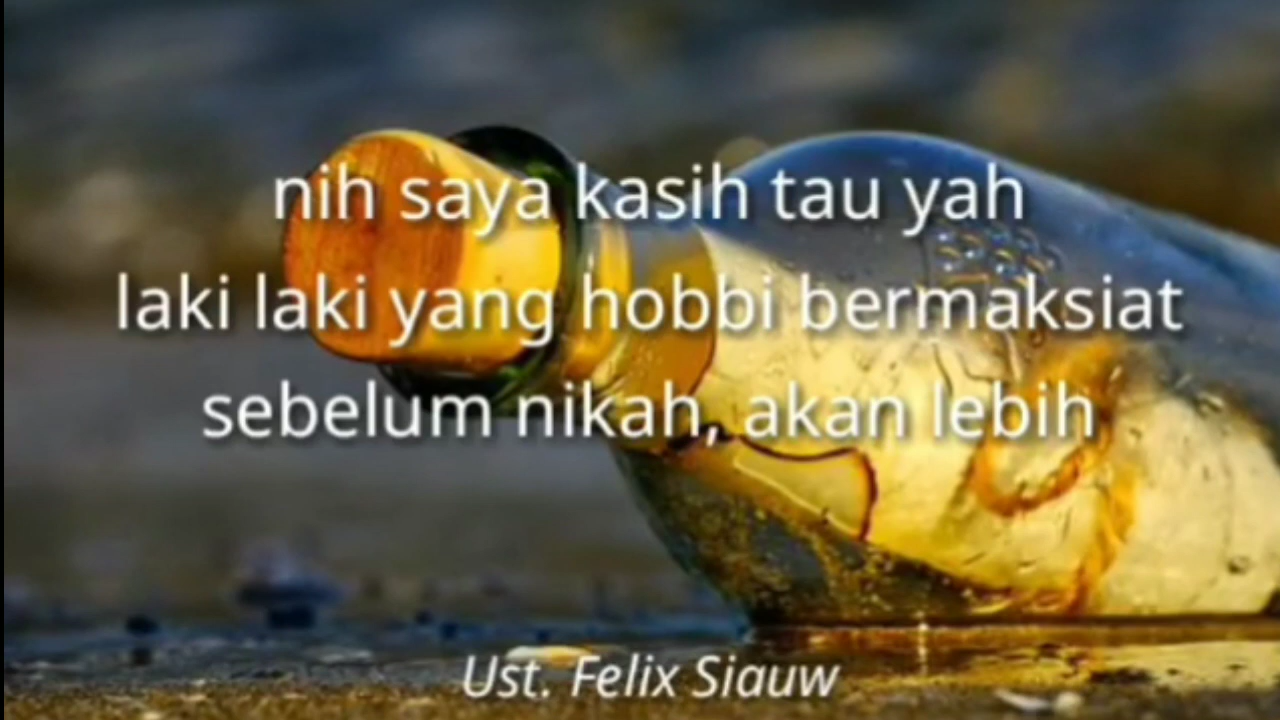 nih saya kasih tau yah
laki laki yang hobbi bermaksiat
sebelum nikah, akan lebih
Ust. Felix Siauw